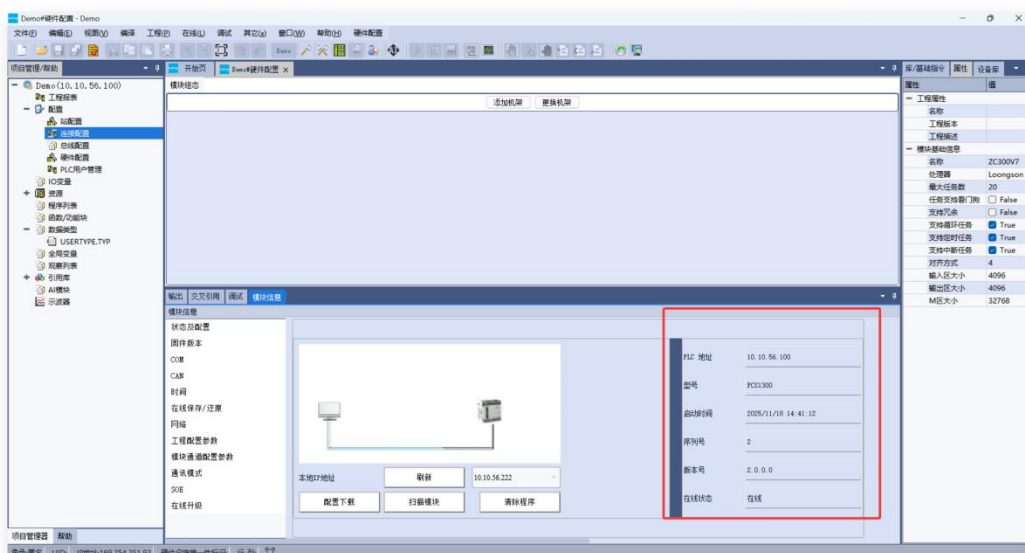 Demo#硬件配置 - Demo
文件(F) 编辑(E) 视图(V) 编译 工程(P) 在线(L) 调试 其它(x) 窗口(W) 帮助(H) 硬件配置
Demo
项目管理/帮助
开始页 Demo#硬件配置
库/基础指令 属性 设备库
Demo(10.10.56.100)
工程报表
配置
站配置
连接配置
总线配置
硬件配置
PLC用户管理
IO变量
资源
程序列表
函数/功能块
数据类型
USERTYPE.TYP
全局变量
观察列表
引用库
AI模块
示波器
项目管理器 帮助
模块组态
添加机架 更换机架
输出 交叉引用 调试 模块信息
模块信息
状态及配置
固件版本
COM
CAN
时间
在线保存/还原
网络
工程配置参数
模块通道配置参数
通讯模式
SOE
在线升级
本地IP地址 刷新 10.10.56.222
配置下载 扫描模块 清除程序
PLC 地址 10.10.56.100
型号 PCS1300
启动时间 2025/11/18 14:41:12
序列号 2
版本号 2.0.0.0
在线状态 在线
属性 值
工程属性
名称
工程版本
工程描述
模块基础信息
名称 ZC300V7
处理器 Loongson
最大任务数 20
任务支持看门狗 False
支持冗余 False
支持循环任务 True
支持定时任务 True
支持中断任务 True
对齐方式 4
输入区大小 4096
输出区大小 4096
M区大小 32768